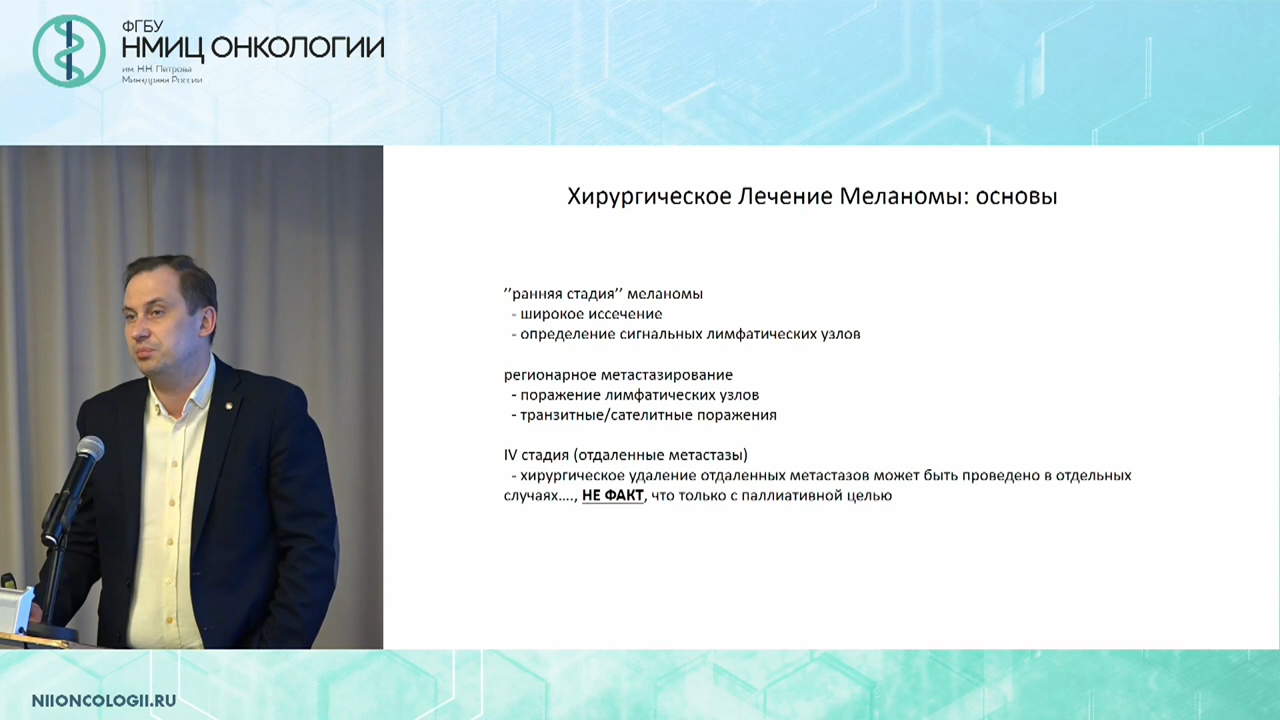 ФГБУ
НМИЦ ОНКОЛОГИИ
им. Н.Н. Петрова
Минздрава России
Хирургическое Лечение Меланомы: основы
’’ранняя стадия’’ меланомы
- широкое иссечение
- определение сигнальных лимфатических узлов
регионарное метастазирование
- поражение лимфатических узлов
- транзитные/сателитные поражения
IV стадия (отдаленные метастазы)
- хирургическое удаление отдаленных метастазов может быть проведено в отдельных
случаях...., НЕ ФАКТ, что только с паллиативной целью
NIIONCOLOGII.RU